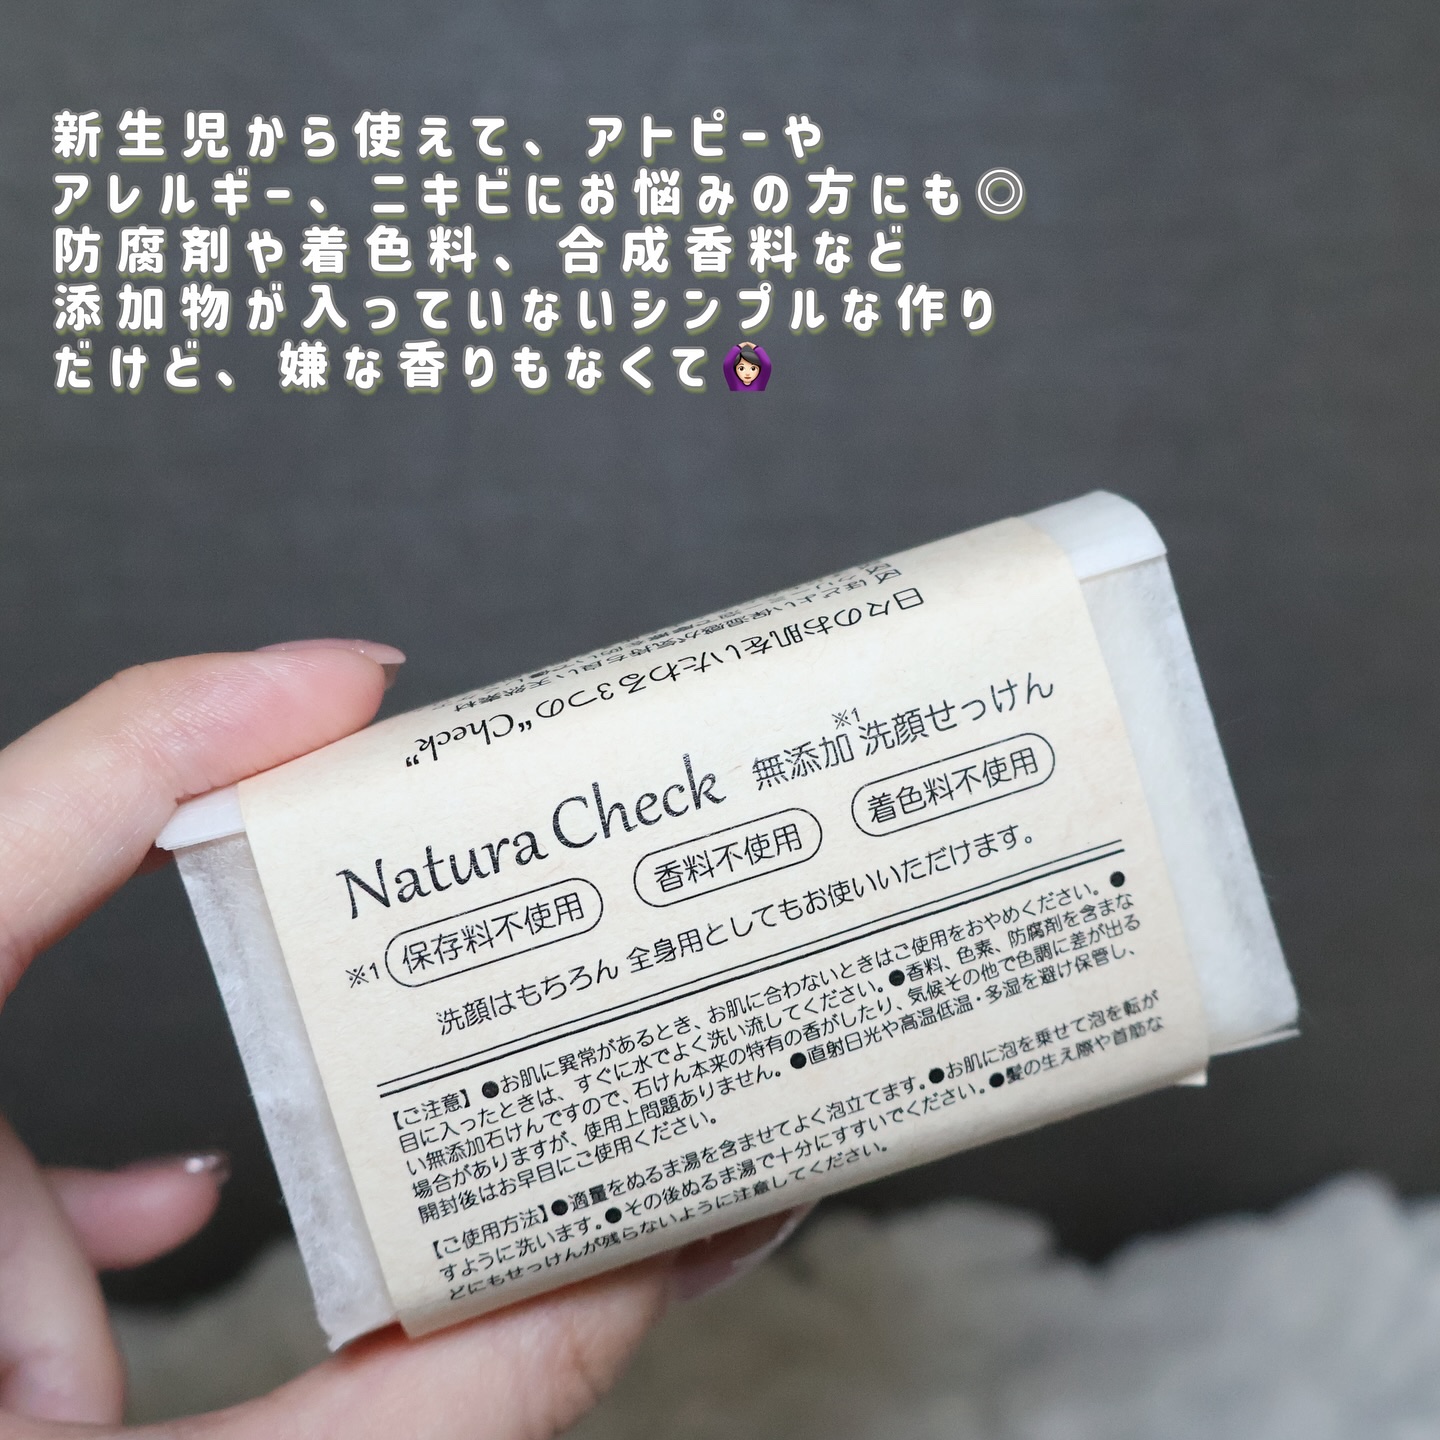 新生児から使えて、アトピーや
アレルギー、ニキビにお悩みの方にも◎
防腐剤や着色料、合成香料など
添加物が入っていないシンプルな作り
だけど、嫌な香りもなくて🙆🏻‍♀️
日々のお肌をいたわる3つの“Check”
Natura Check 無添加※1洗顔せっけん
※1 保存料不使用 香料不使用 着色料不使用
洗顔はもちろん 全身用としてもお使いいただけます。
【ご注意】●お肌に異常があるとき、お肌に合わないときはご使用をおやめください。●
目に入ったときは、すぐに水でよく洗い流してください。●香料、色素、防腐剤を含まな
い無添加石けんですので、石けん本来の特有の香がしたり、気候その他で色調に差が出る
場合がありますが、使用上問題ありません。●直射日光や高温低温・多湿を避け保管し、
開封後はお早目にご使用ください。
【ご使用方法】●適量をぬるま湯を含ませてよく泡立てます。●お肌に泡を乗せて泡を転が
すように洗います。●その後ぬるま湯で十分にすすいでください。●髪の生え際や首筋な
どにもせっけんが残らないように注意してください。